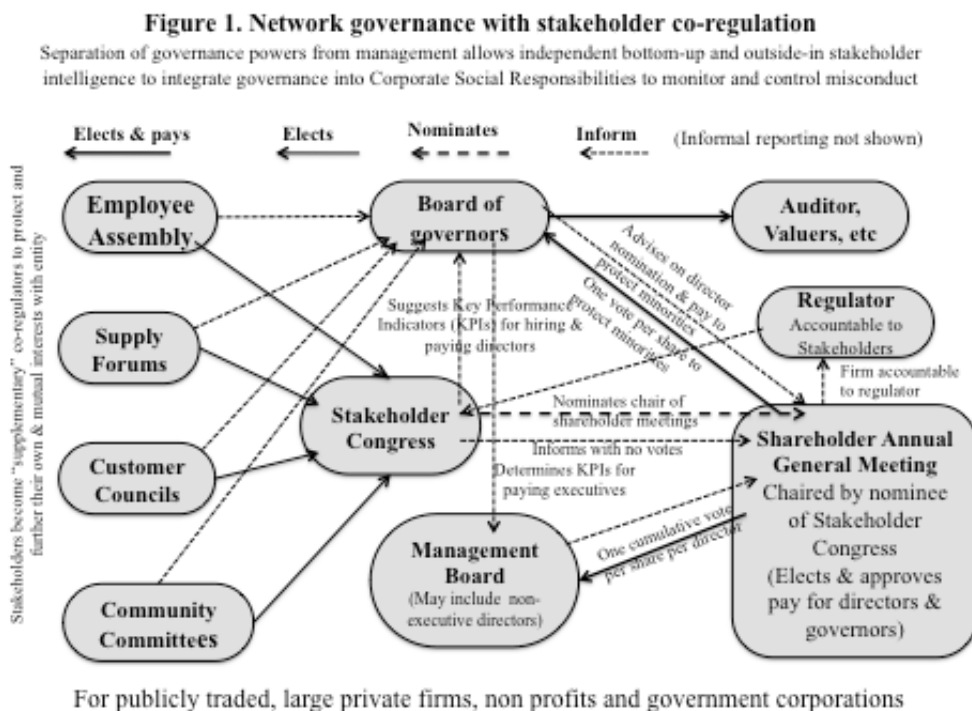 Figure 1. Network governance with stakeholder co-regulation
Separation of governance powers from management allows independent bottom-up and outside-in stakeholder
intelligence to integrate governance into Corporate Social Responsibilities to monitor and control misconduct
Elects & pays
Elects
Nominates
Inform
(Informal reporting not shown)
Stakeholders become "supplementary" co-regulators to protect and
further their own & mutual interests with entity
Employee
Assembly
Board of
governors
Auditor,
Valuers, etc
Advises on director
nomination & pay to
protect minorities
One vote per share to
protect minorities
Suggests Key Performance
Indicators (KPIs) for hiring &
paying directors
Regulator
Accountable to
Stakeholders
Supply
Forums
Firm accountable
to regulator
Stakeholder
Congress
Nominates chair of
shareholder meetings
Informs with no votes
Determines KPIs for
paying executives
Customer
Councils
Shareholder Annual
General Meeting
Chaired by nominee
of Stakeholder
Congress
(Elects & approves
pay for directors &
governors)
One cumulative vote
per share per director
Management
Board
(May include non-
executive directors)
Community
Committees
For publicly traded, large private firms, non profits and government corporations